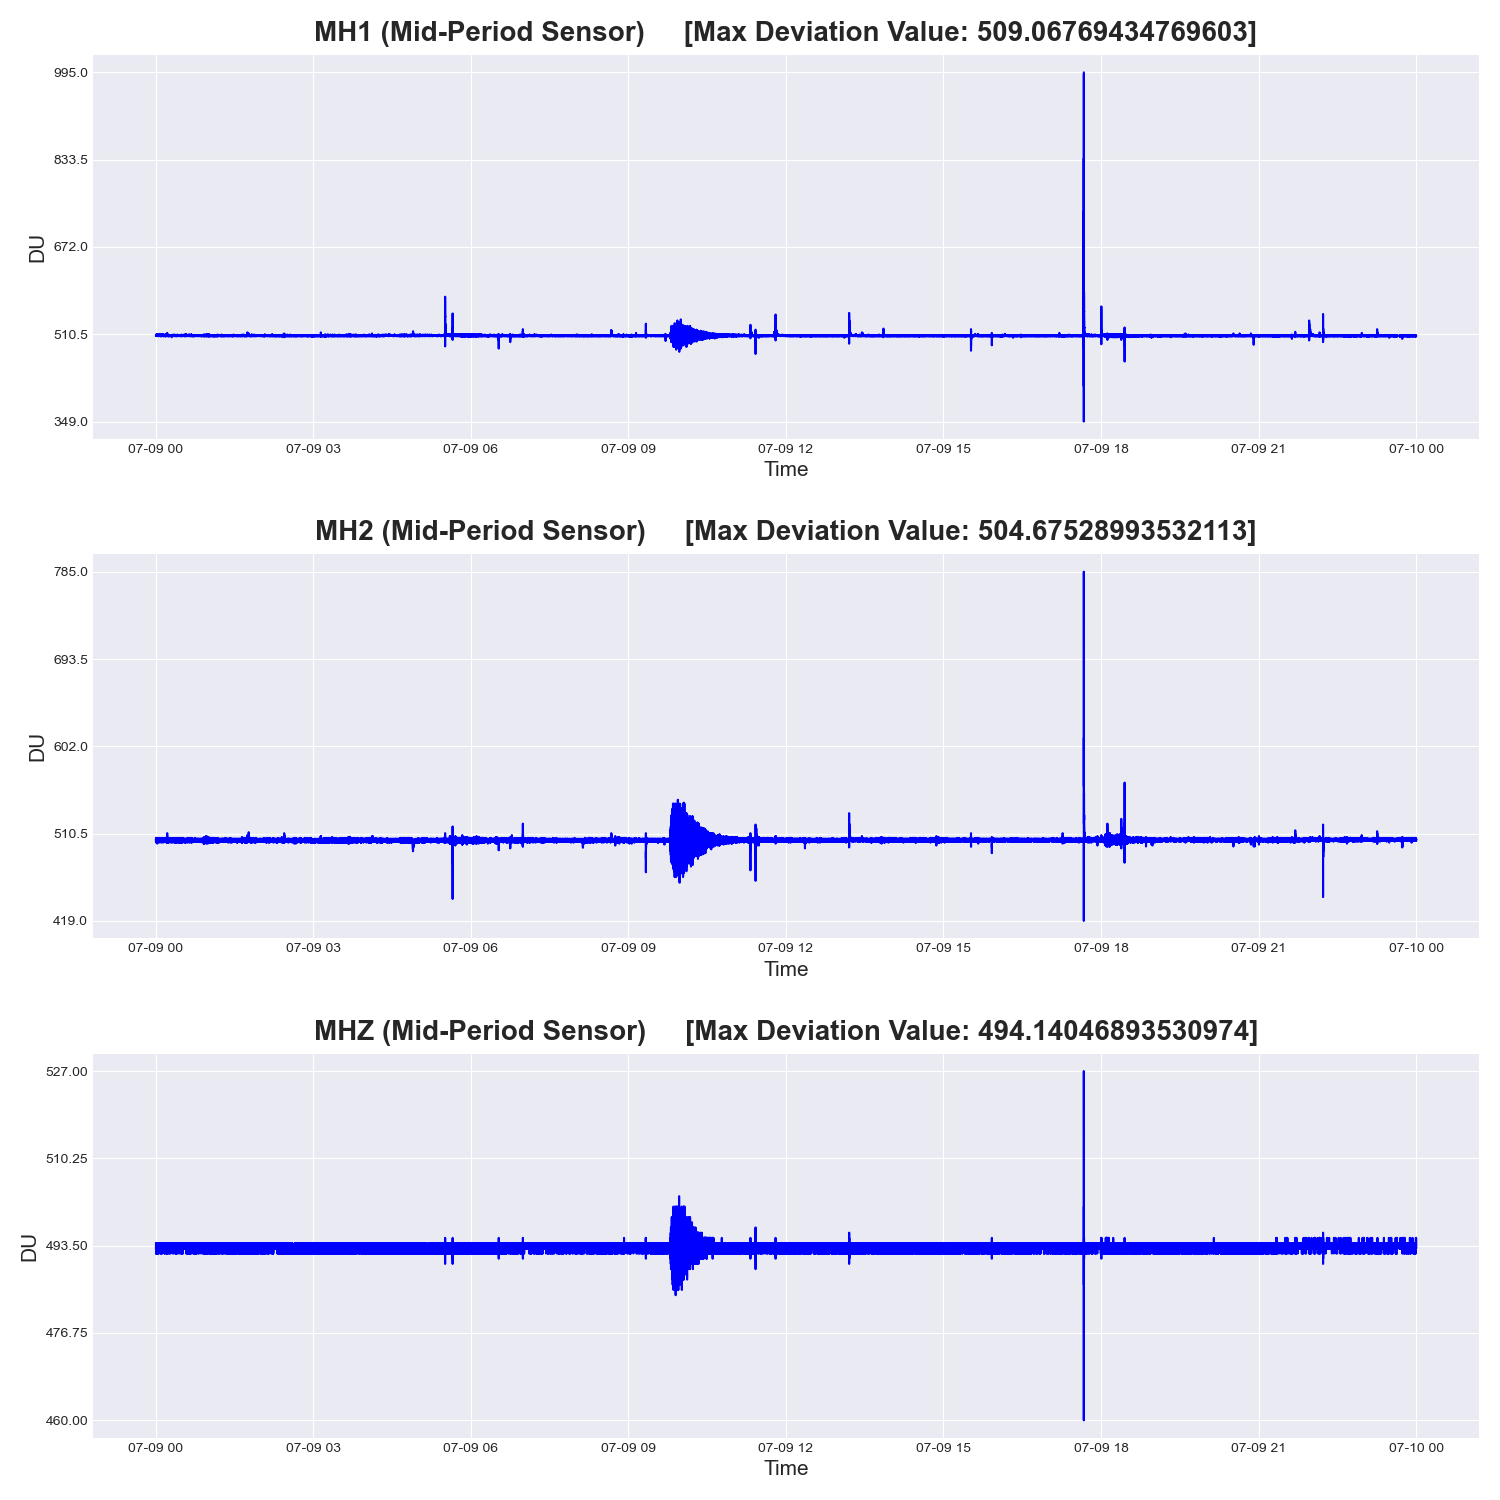 MH1 (Mid-Period Sensor) [Max Deviation Value: 509.06769434769603]
995.0
833.5
672.0
510.5
349.0
DU
07-09 00 07-09 03 07-09 06 07-09 09 07-09 12 07-09 15 07-09 18 07-09 21 07-10 00
Time
MH2 (Mid-Period Sensor) [Max Deviation Value: 504.67528993532113]
785.0
693.5
602.0
510.5
419.0
DU
07-09 00 07-09 03 07-09 06 07-09 09 07-09 12 07-09 15 07-09 18 07-09 21 07-10 00
Time
MHZ (Mid-Period Sensor) [Max Deviation Value: 494.14046893530974]
527.00
510.25
493.50
476.75
460.00
DU
07-09 00 07-09 03 07-09 06 07-09 09 07-09 12 07-09 15 07-09 18 07-09 21 07-10 00
Time